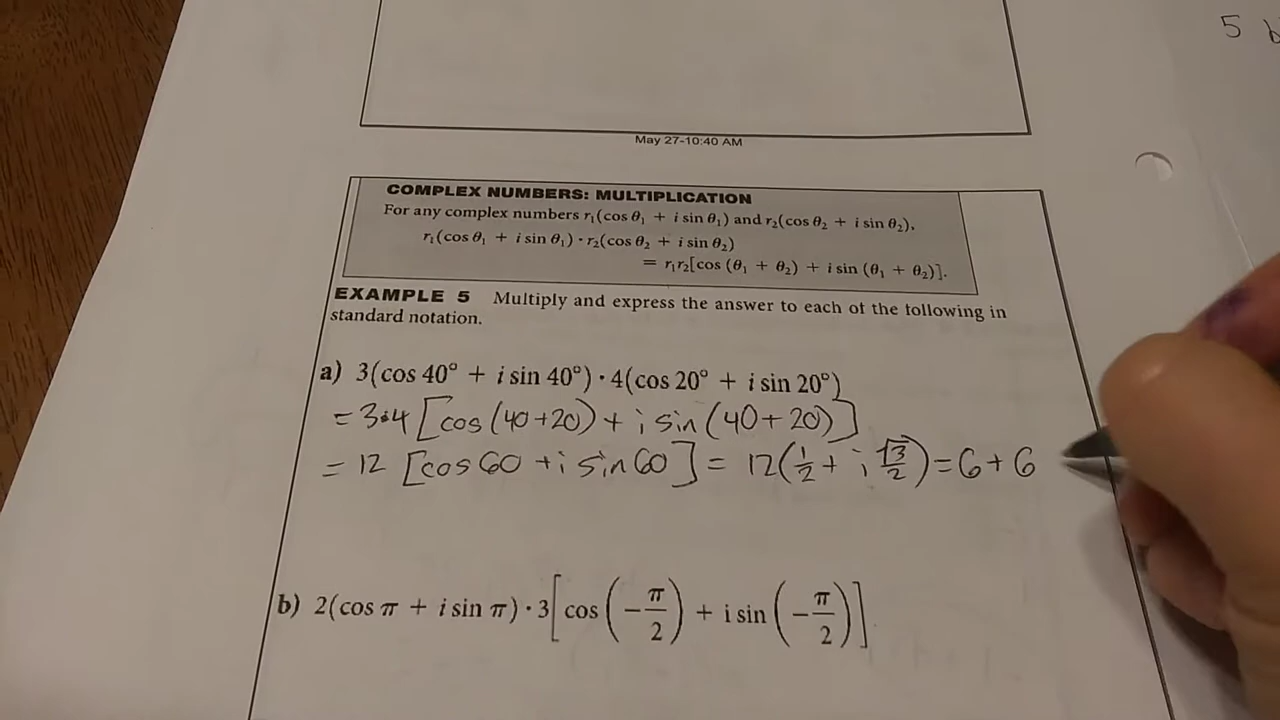 5
May 27-10:40 AM
COMPLEX NUMBERS: MULTIPLICATION
For any complex numbers r₁(cos θ₁ + i sin θ₁) and r₂(cos θ₂ + i sin θ₂),
r₁(cos θ₁ + i sin θ₁) · r₂(cos θ₂ + i sin θ₂)
= r₁r₂[cos (θ₁ + θ₂) + i sin (θ₁ + θ₂)].
EXAMPLE 5 Multiply and express the answer to each of the following in
standard notation.
a) 3(cos 40° + i sin 40°) · 4(cos 20° + i sin 20°)
= 3·4 [cos(40+20) + i sin(40+20)]
= 12 [cos 60 + i sin 60] = 12(1/2 + i √3/2) = 6 + 6
b) 2(cos π + i sin π) · 3[cos(−π/2) + i sin(−π/2)]